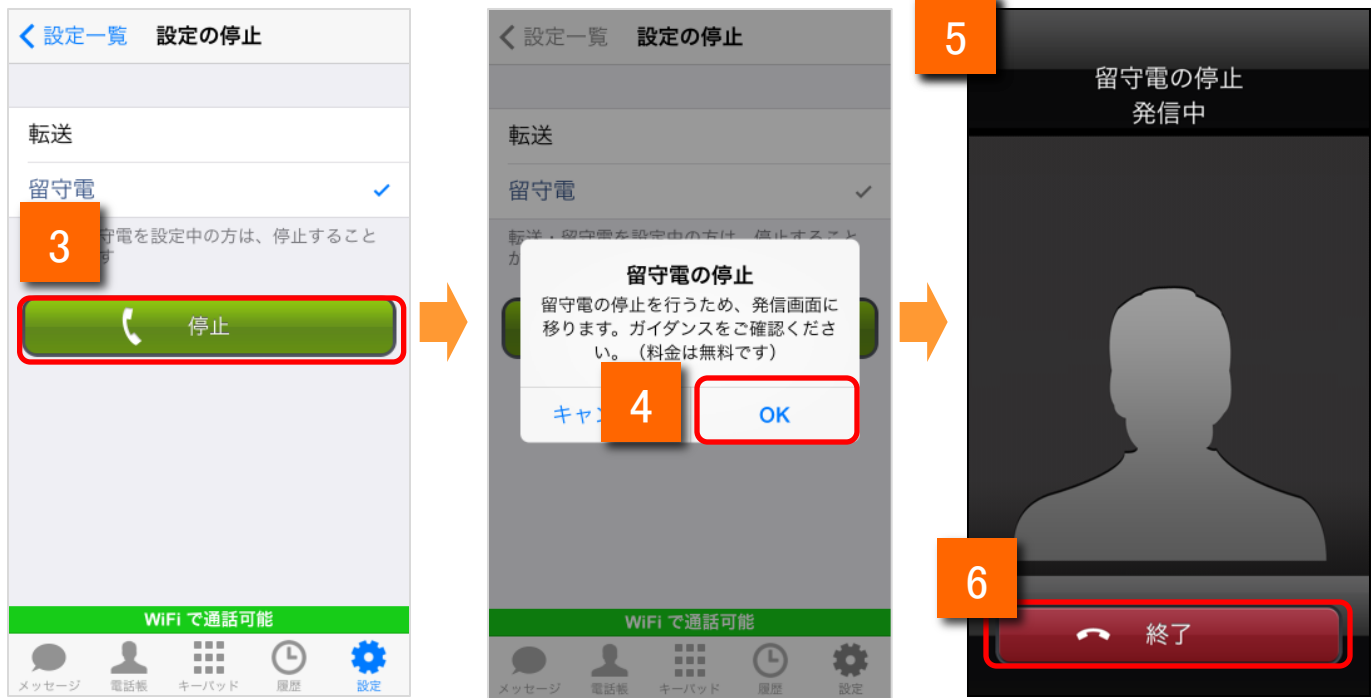 設定一覧 設定の停止
転送
留守電
3
守電を設定中の方は、停止すること
す
停止
WiFi で通話可能
メッセージ 電話帳 キーパッド 履歴 設定
設定一覧 設定の停止
転送
留守電
転送・留守電を設定中の方は、停止すること
か
留守電の停止
留守電の停止を行うため、発信画面に
移ります。ガイダンスをご確認くださ
い。（料金は無料です）
4
キャン
OK
WiFi で通話可能
メッセージ 電話帳 キーパッド 履歴 設定
5
留守電の停止
発信中
6
終了